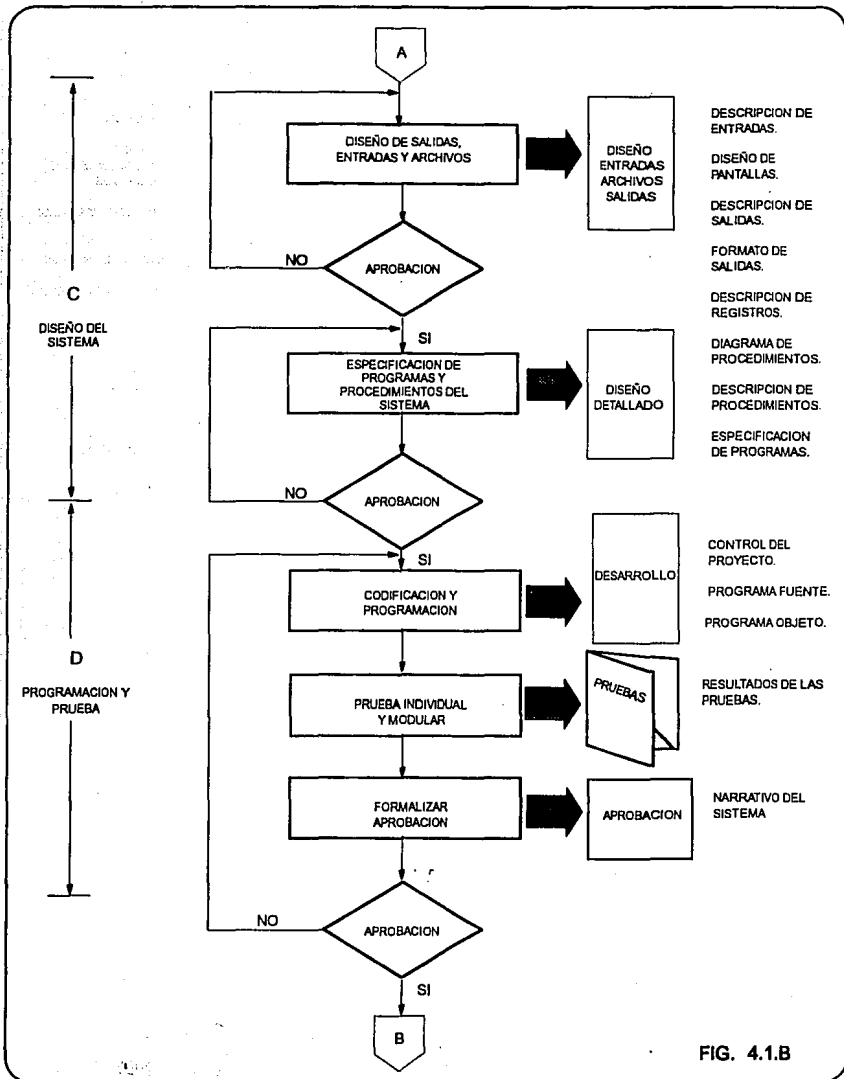 A
DISEÑO DE SALIDAS,
ENTRADAS Y ARCHIVOS
DISEÑO
ENTRADAS
ARCHIVOS
SALIDAS
DESCRIPCION DE
ENTRADAS.
DISEÑO DE
PANTALLAS.
DESCRIPCION DE
SALIDAS.
FORMATO DE
SALIDAS.
DESCRIPCION DE
REGISTROS.
NO
APROBACION
SI
C
DISEÑO DEL
SISTEMA
ESPECIFICACION DE
PROGRAMAS Y
PROCEDIMIENTOS DEL
SISTEMA
DISEÑO
DETALLADO
DIAGRAMA DE
PROCEDIMIENTOS.
DESCRIPCION DE
PROCEDIMIENTOS.
ESPECIFICACION
DE PROGRAMAS.
NO
APROBACION
SI
CODIFICACION Y
PROGRAMACION
DESARROLLO
CONTROL DEL
PROYECTO.
PROGRAMA FUENTE.
PROGRAMA OBJETO.
D
PROGRAMACION Y
PRUEBA
PRUEBA INDIVIDUAL
Y MODULAR
PRUEBAS
RESULTADOS DE LAS
PRUEBAS.
FORMALIZAR
APROBACION
APROBACION
NARRATIVO DEL
SISTEMA
NO
APROBACION
SI
B
FIG. 4.1.B